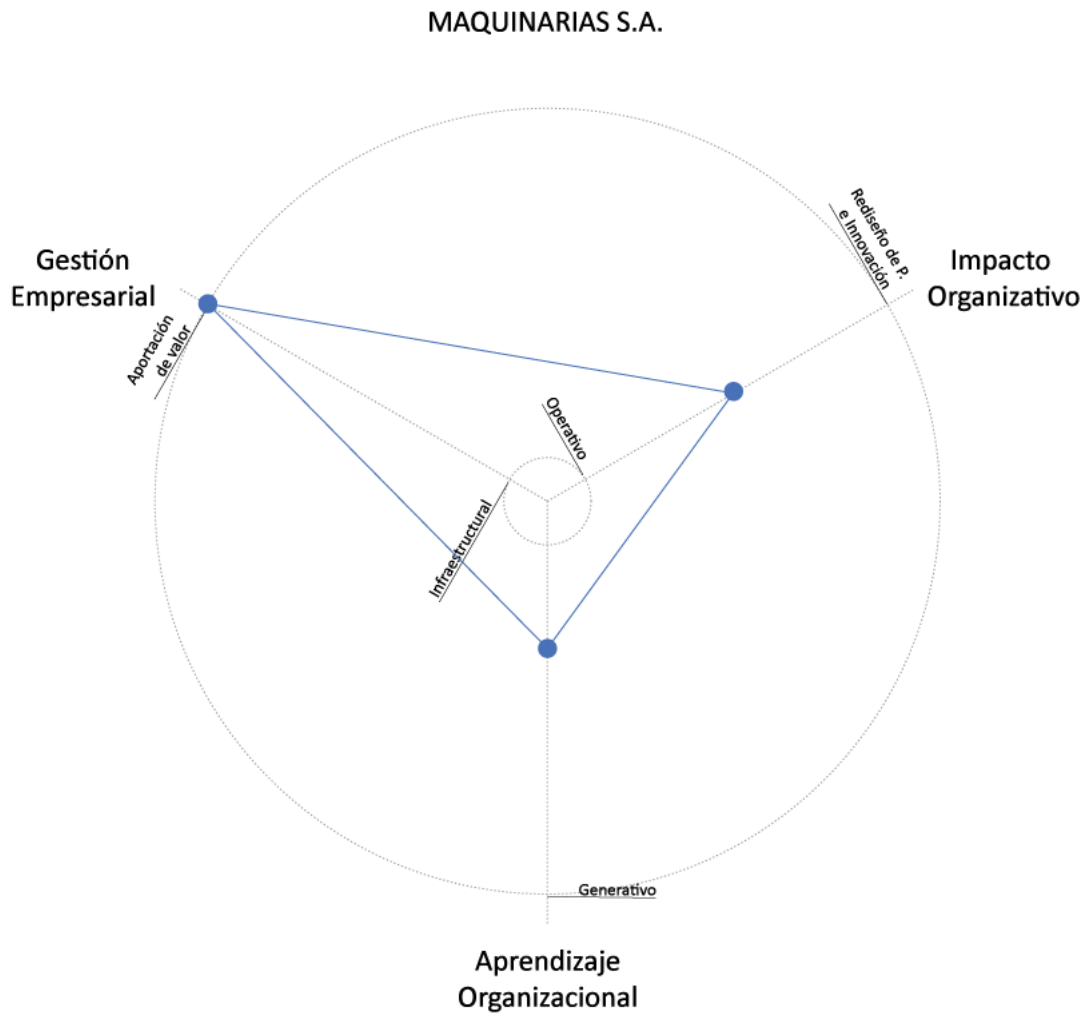 MAQUINARIAS S.A.
Gestión
Empresarial
Aportación
de valor
Rediseño de P.
e Innovación
Impacto
Organizativo
Operativo
Infraestructural
Generativo
Aprendizaje
Organizacional